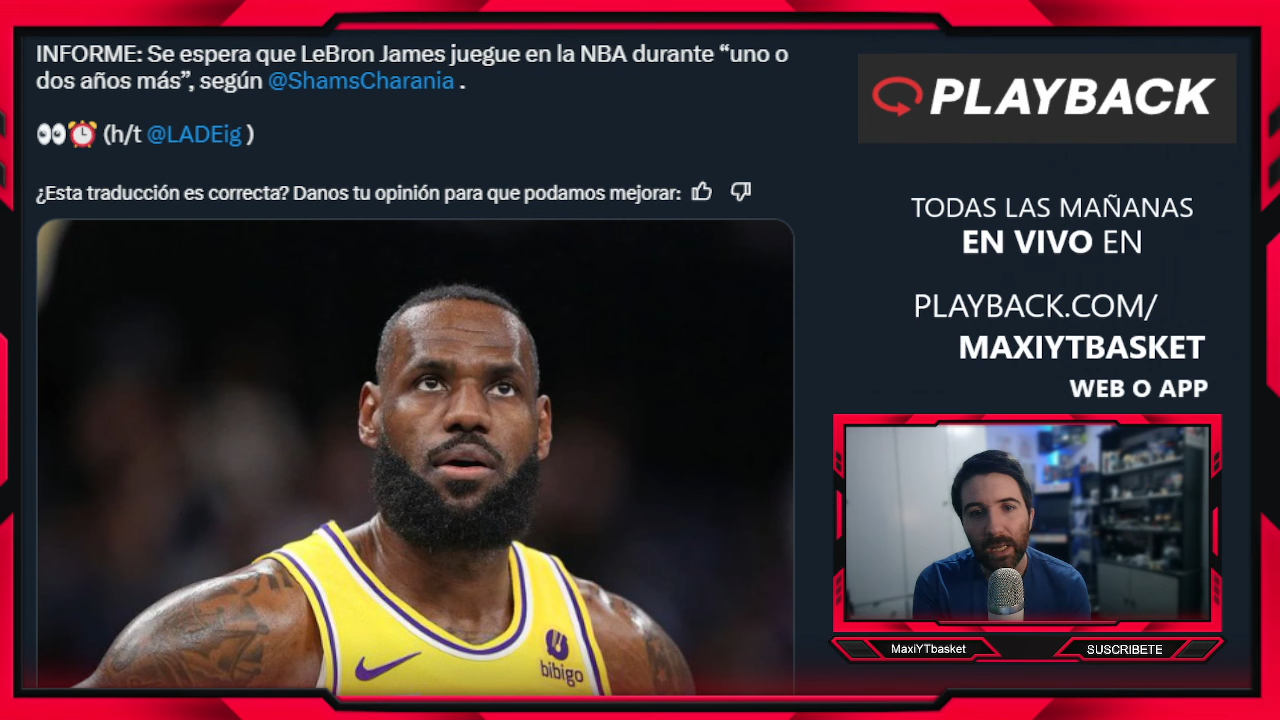 INFORME: Se espera que LeBron James juegue en la NBA durante “uno o
dos años más”, según @ShamsCharania .
(h/t @LADEig )
¿Esta traducción es correcta? Danos tu opinión para que podamos mejorar:
bibigo
PLAYBACK
TODAS LAS MAÑANAS
EN VIVO EN
PLAYBACK.COM/
MAXIYTBASKET
WEB O APP
MaxiYTbasket
SUSCRIBETE